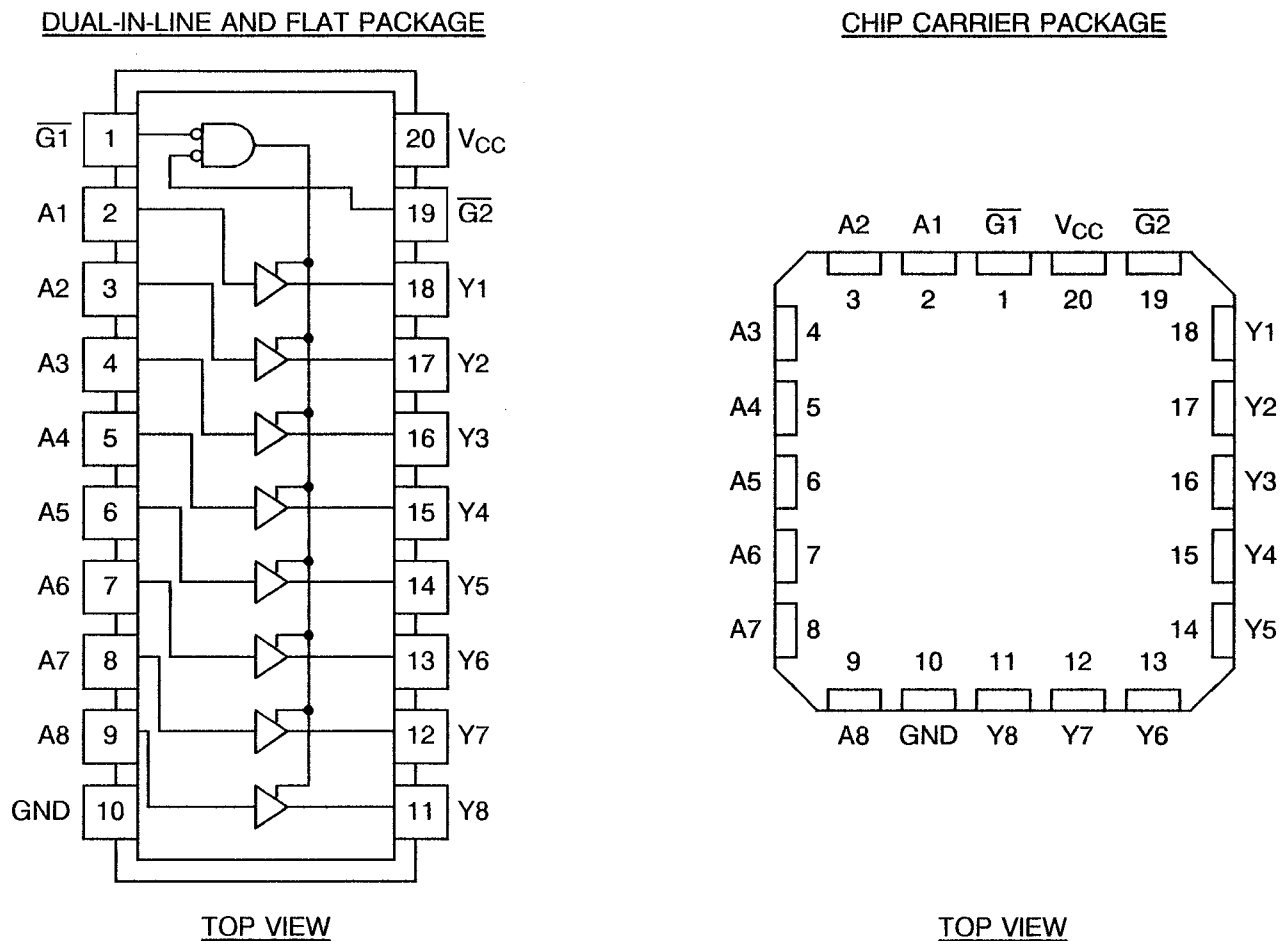 DUAL-IN-LINE AND FLAT PACKAGE
G̅1̅ 1 20 VCC
A1 2 19 G̅2̅
A2 3 18 Y1
A3 4 17 Y2
A4 5 16 Y3
A5 6 15 Y4
A6 7 14 Y5
A7 8 13 Y6
A8 9 12 Y7
GND 10 11 Y8
TOP VIEW
CHIP CARRIER PACKAGE
A2 A1 G̅1̅ VCC G̅2̅
3 2 1 20 19
A3 4 18 Y1
A4 5 17 Y2
A5 6 16 Y3
A6 7 15 Y4
A7 8 14 Y5
9 10 11 12 13
A8 GND Y8 Y7 Y6
TOP VIEW